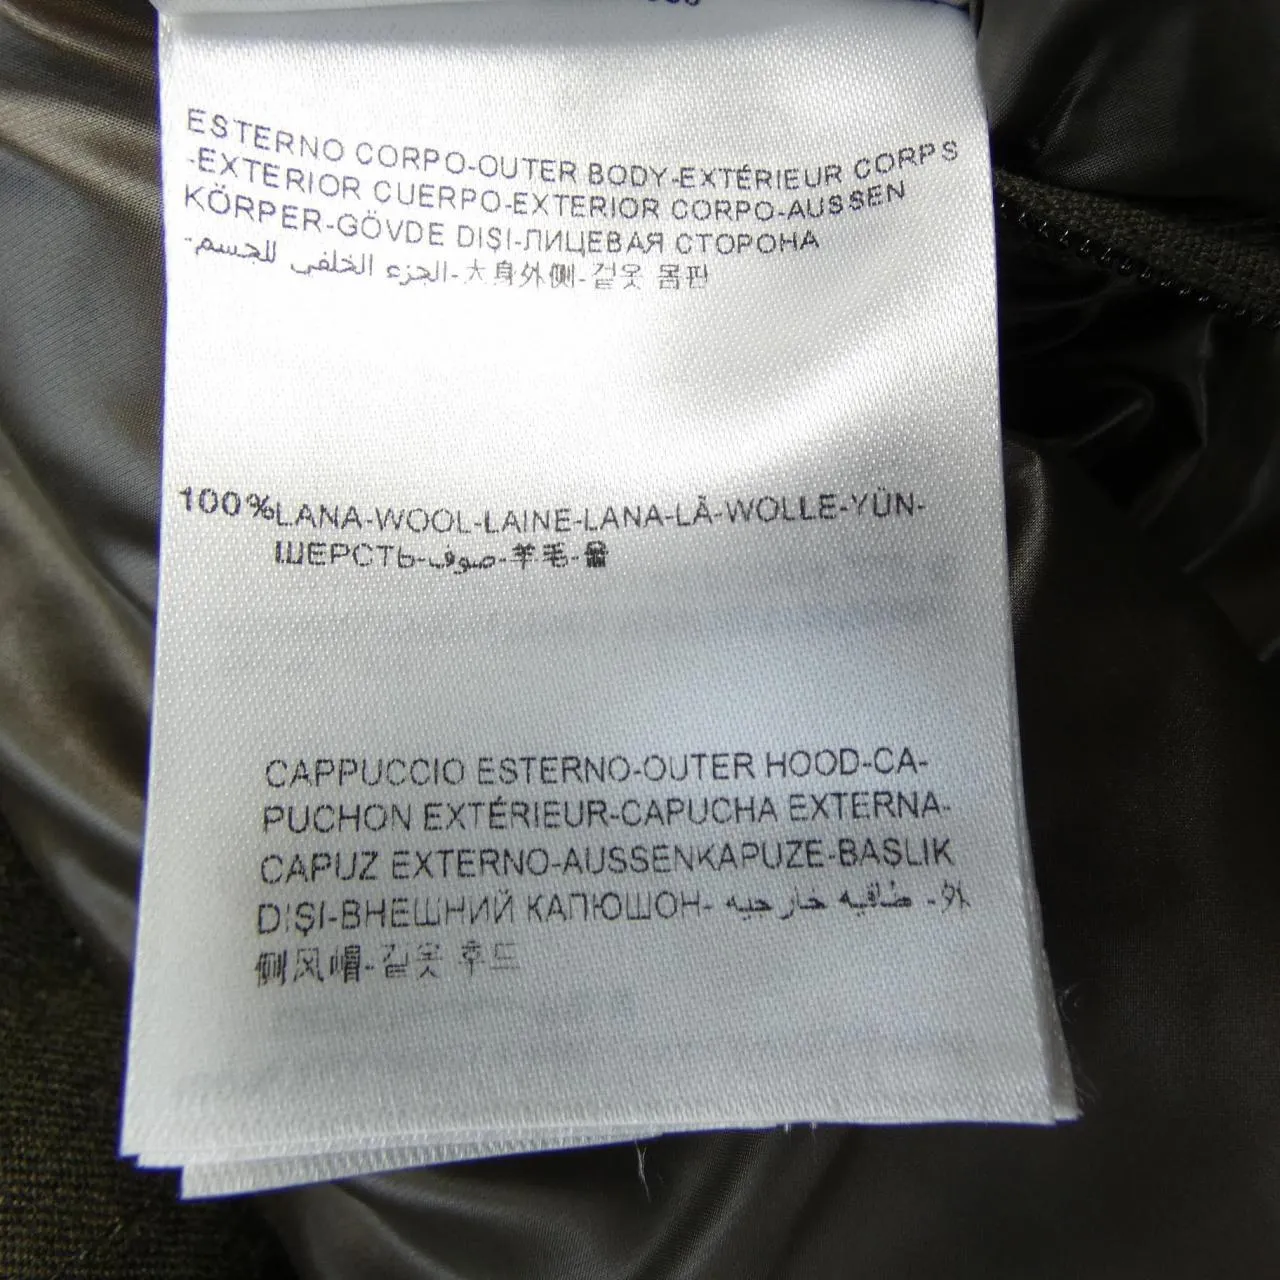 ESTERNO CORPO-OUTER BODY-EXTÉRIEUR CORPS
-EXTERIOR CUERPO-EXTERIOR CORPO-AUSSEN
KÖRPER-GÖVDE DIŞI-ЛИЦЕВАЯ СТОРОНА
-الجزء الخلفي للجسم-大身外侧-겉옷 몸판
100%LANA-WOOL-LAINE-LANA-LÃ-WOLLE-YÜN-
ШЕРСТЬ-صوف-羊毛-울
CAPPUCCIO ESTERNO-OUTER HOOD-CA-
PUCHON EXTÉRIEUR-CAPUCHA EXTERNA-
CAPUZ EXTERNO-AUSSENKAPUZE-BAŞLIK
DIŞI-ВНЕШНИЙ КАПЮШОН-طاقيه خارجيه-外
侧风帽-겉옷 후드